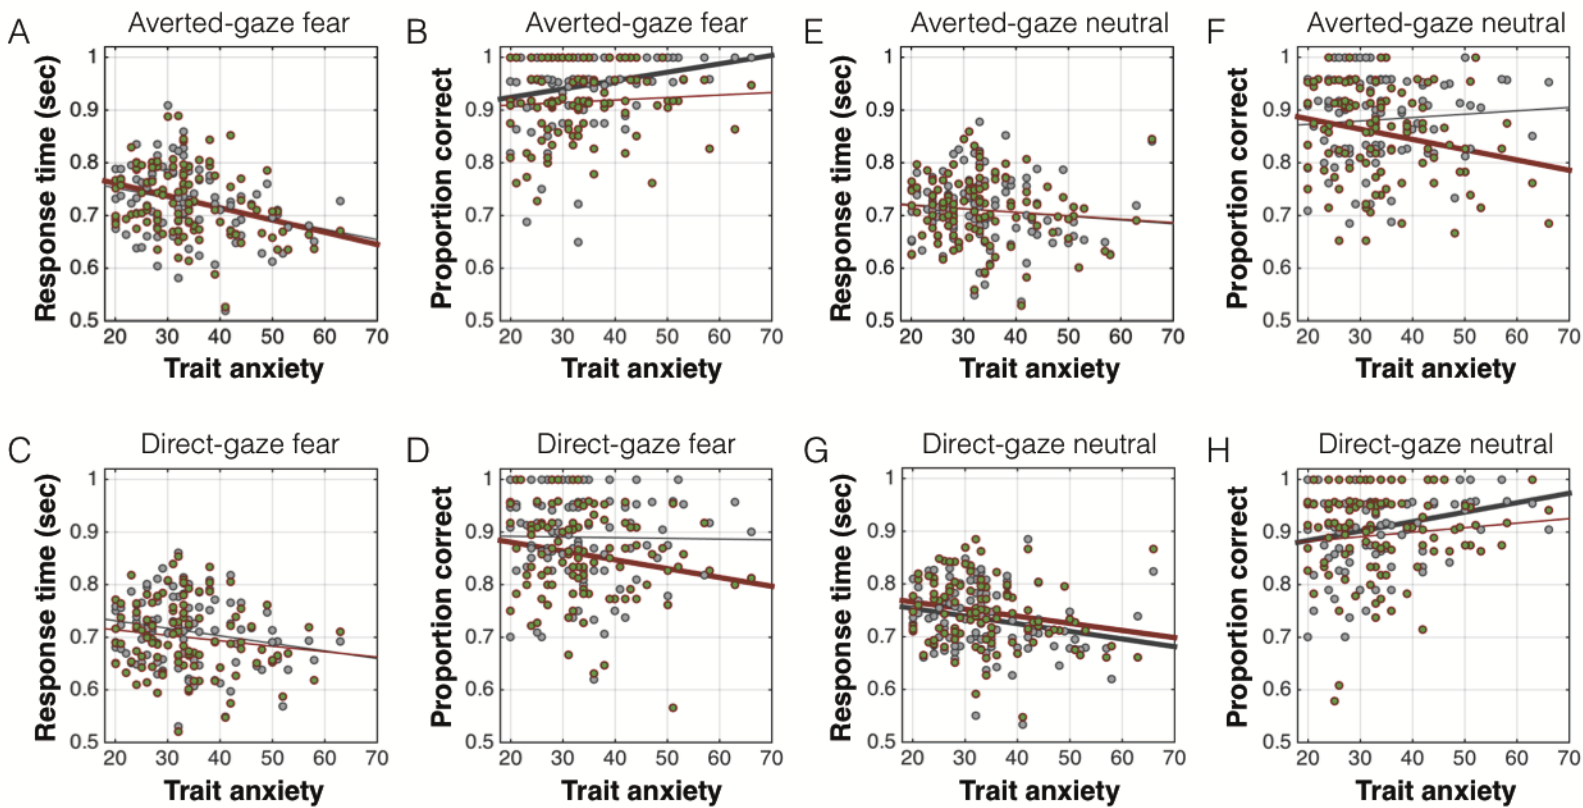 A Averted-gaze fear
Response time (sec)
1
0.9
0.8
0.7
0.6
0.5
20 30 40 50 60 70
Trait anxiety
B Averted-gaze fear
Proportion correct
1
0.9
0.8
0.7
0.6
0.5
20 30 40 50 60 70
Trait anxiety
E Averted-gaze neutral
Response time (sec)
1
0.9
0.8
0.7
0.6
0.5
20 30 40 50 60 70
Trait anxiety
F Averted-gaze neutral
Proportion correct
1
0.9
0.8
0.7
0.6
0.5
20 30 40 50 60 70
Trait anxiety
C Direct-gaze fear
Response time (sec)
1
0.9
0.8
0.7
0.6
0.5
20 30 40 50 60 70
Trait anxiety
D Direct-gaze fear
Proportion correct
1
0.9
0.8
0.7
0.6
0.5
20 30 40 50 60 70
Trait anxiety
G Direct-gaze neutral
Response time (sec)
1
0.9
0.8
0.7
0.6
0.5
20 30 40 50 60 70
Trait anxiety
H Direct-gaze neutral
Proportion correct
1
0.9
0.8
0.7
0.6
0.5
20 30 40 50 60 70
Trait anxiety